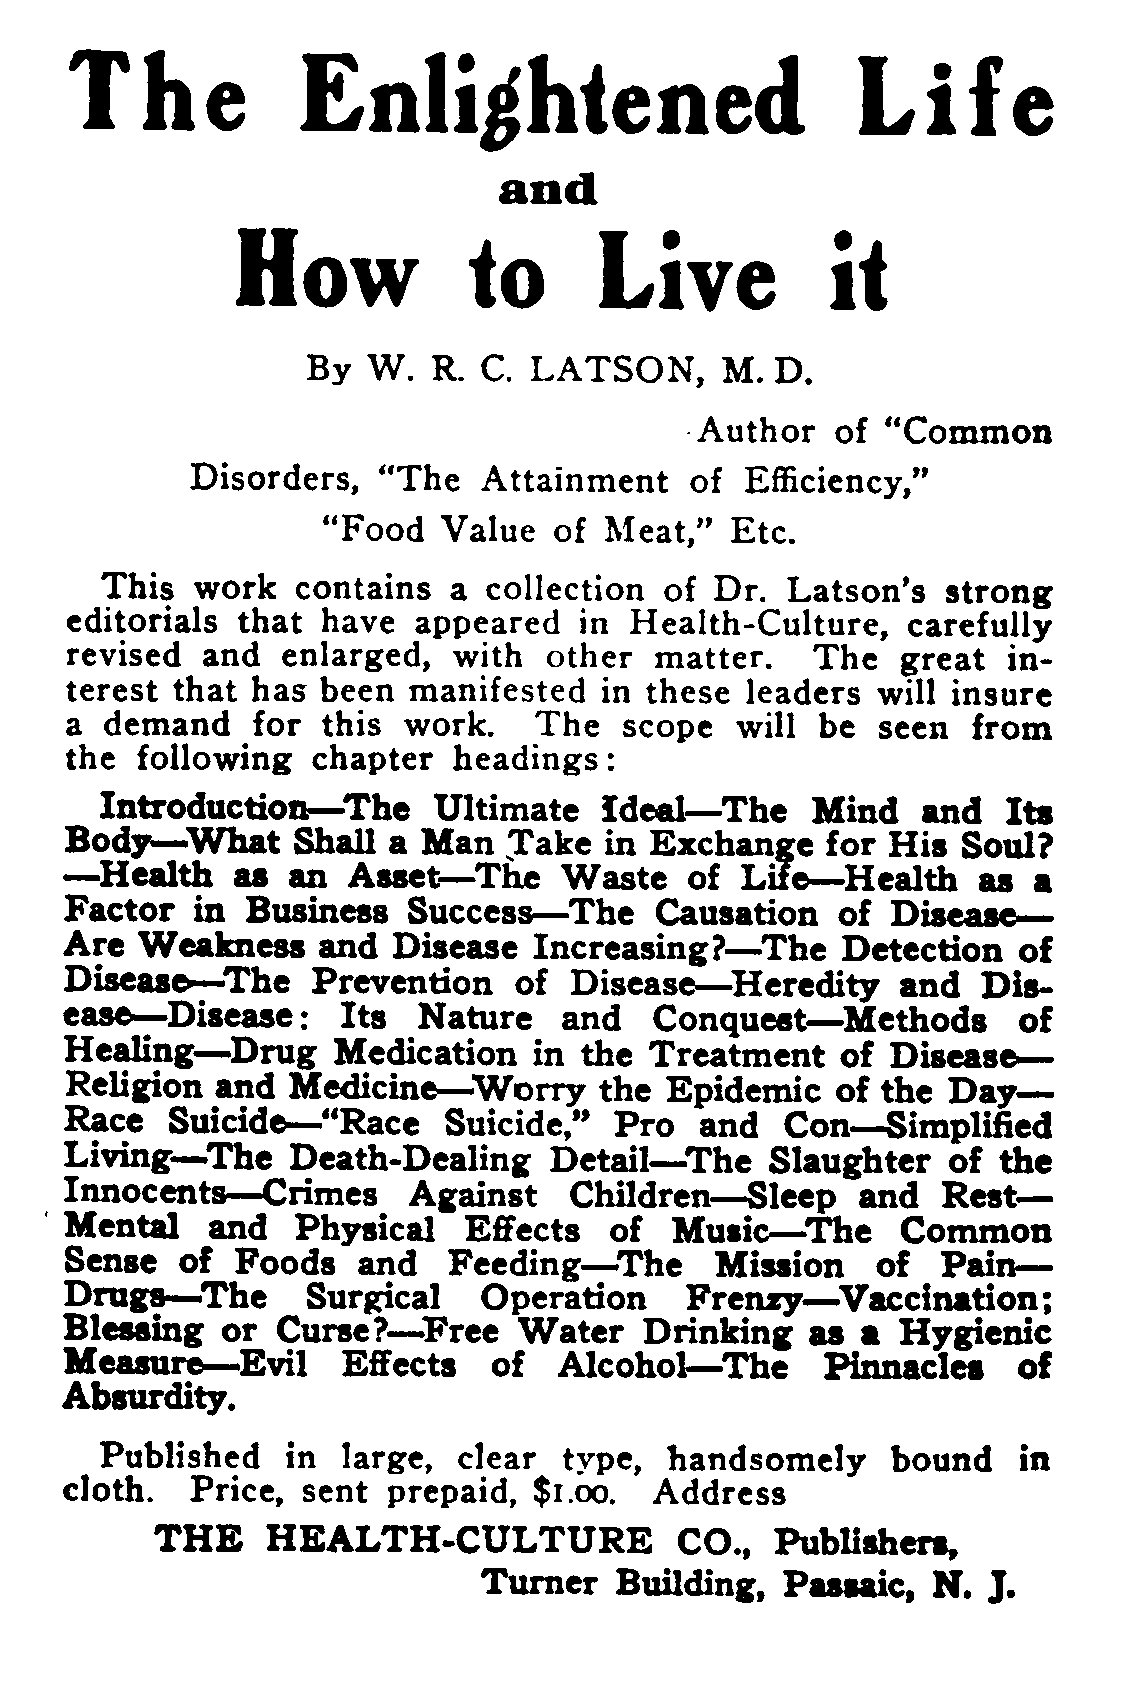 The Enlightened Life
and
How to Live it
By W. R. C. LATSON, M. D.
Author of “Common
Disorders, “The Attainment of Efficiency,”
“Food Value of Meat,” Etc.
This work contains a collection of Dr. Latson’s strong
editorials that have appeared in Health-Culture, carefully
revised and enlarged, with other matter. The great in-
terest that has been manifested in these leaders will insure
a demand for this work. The scope will be seen from
the following chapter headings:
Introduction—The Ultimate Ideal—The Mind and Its
Body—What Shall a Man Take in Exchange for His Soul?
—Health as an Asset—The Waste of Life—Health as a
Factor in Business Success—The Causation of Disease—
Are Weakness and Disease Increasing?—The Detection of
Disease—The Prevention of Disease—Heredity and Dis-
ease—Disease: Its Nature and Conquest—Methods of
Healing—Drug Medication in the Treatment of Disease—
Religion and Medicine—Worry the Epidemic of the Day—
Race Suicide—“Race Suicide,” Pro and Con—Simplified
Living—The Death-Dealing Detail—The Slaughter of the
Innocents—Crimes Against Children—Sleep and Rest—
Mental and Physical Effects of Music—The Common
Sense of Foods and Feeding—The Mission of Pain—
Drugs—The Surgical Operation Frenzy—Vaccination;
Blessing or Curse?—Free Water Drinking as a Hygienic
Measure—Evil Effects of Alcohol—The Pinnacles of
Absurdity.
Published in large, clear type, handsomely bound in
cloth. Price, sent prepaid, $1.00. Address
THE HEALTH-CULTURE CO., Publishers,
Turner Building, Passaic, N. J.